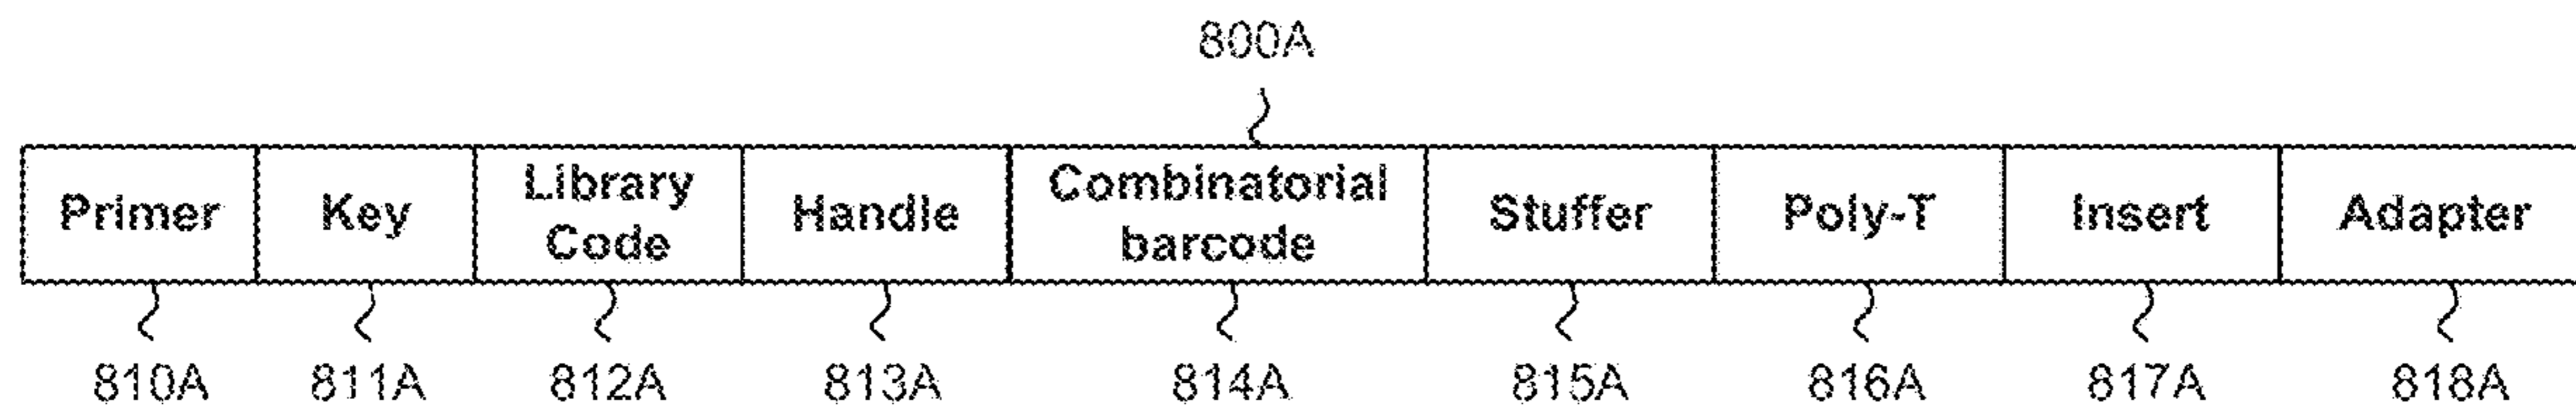 800A
Primer
Key
Library
Code
Handle
Combinatorial
barcode
Stuffer
Poly-T
Insert
Adapter
810A 811A 812A 813A 814A 815A 816A 817A 818A